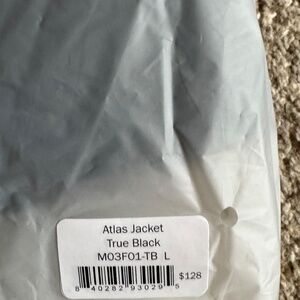 Atlas Jacket
True Black
M03F01-TB L
$128
8 40282 93029 5